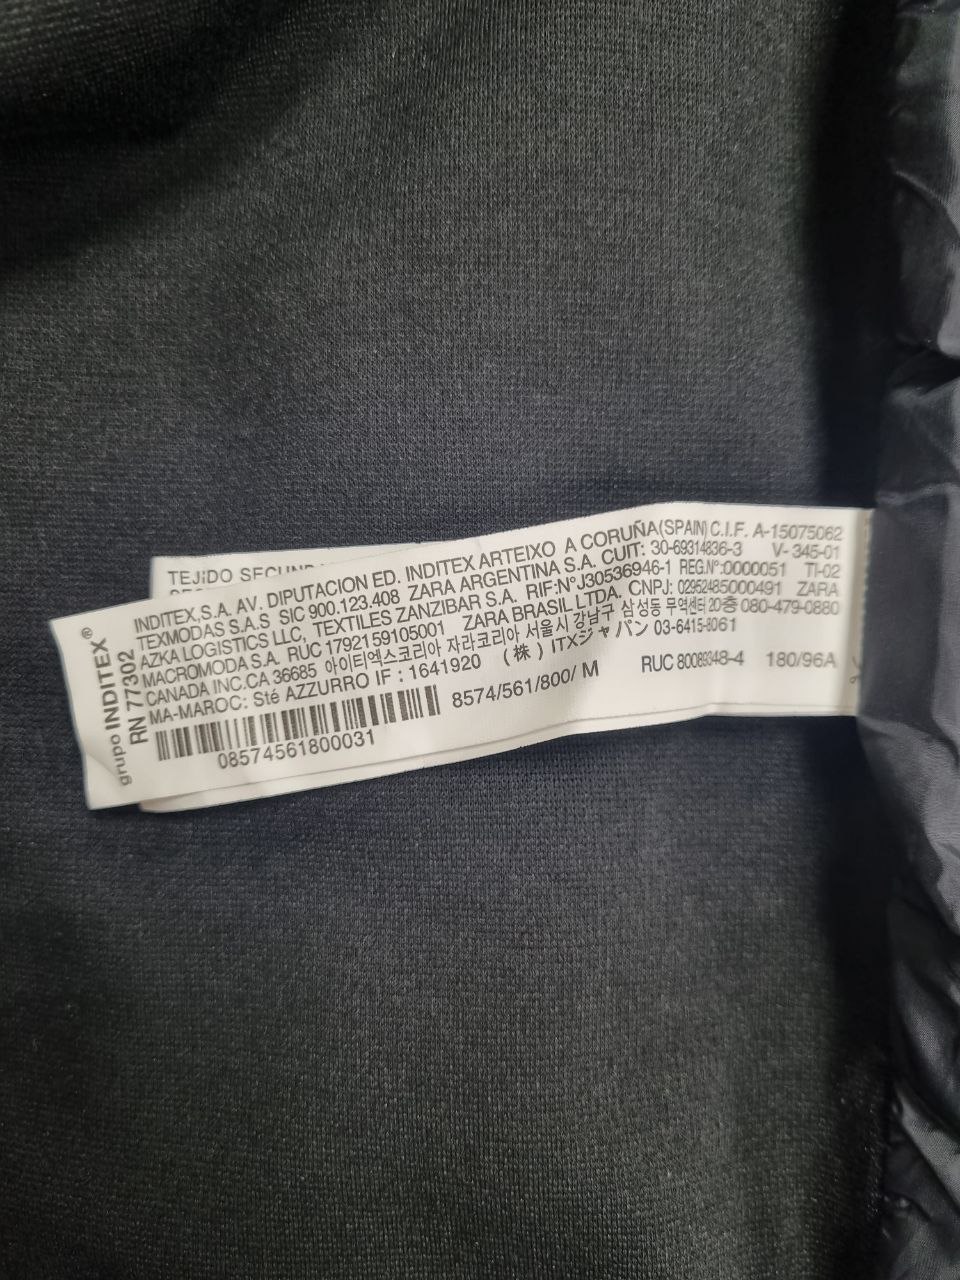 TEJIDO SECUND
grupo INDITEX®
RN 77302
INDITEX,S.A. AV. DIPUTACION ED. INDITEX ARTEIXO A CORUÑA(SPAIN) C.I.F. A-15075062
TEXMODAS S.A.S SIC 900.123.408 ZARA ARGENTINA S.A. CUIT: 30-69314836-3 V- 345-01
AZKA LOGISTICS LLC, TEXTILES ZANZIBAR S.A. RIF:N°J30536946-1 REG.N°:0000051 TI-02
MACROMODA S.A. RUC 1792159105001 ZARA BRASIL LTDA. CNPJ: 02952485000491 ZARA
CANADA INC.CA 36685 아이티엑스코리아 자라코리아 서울시 강남구 삼성동 무역센터 20층 080-479-0880
MA-MAROC: Sté AZZURRO IF : 1641920 (株) ITXジャパン 03-6415-8061
08574561800031
8574/561/800/ M
RUC 80089348-4 180/96A